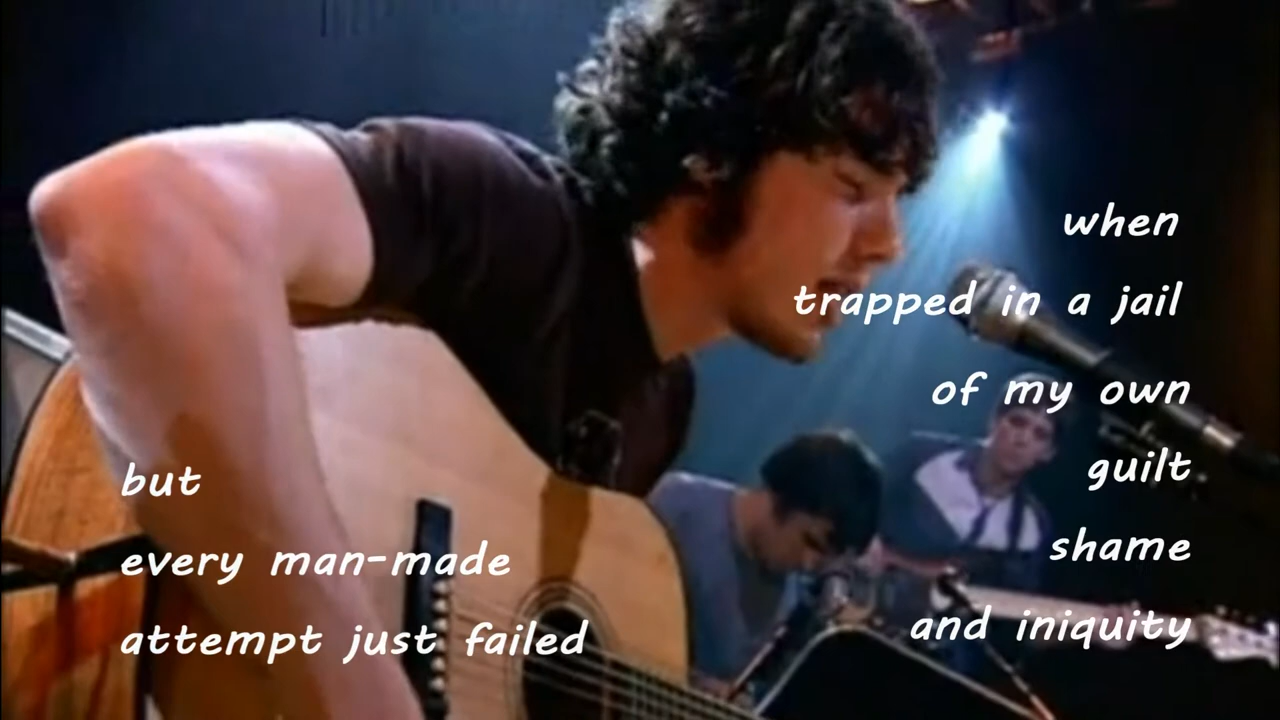 but
every man-made
attempt just failed
when
trapped in a jail
of my own
guilt
shame
and iniquity